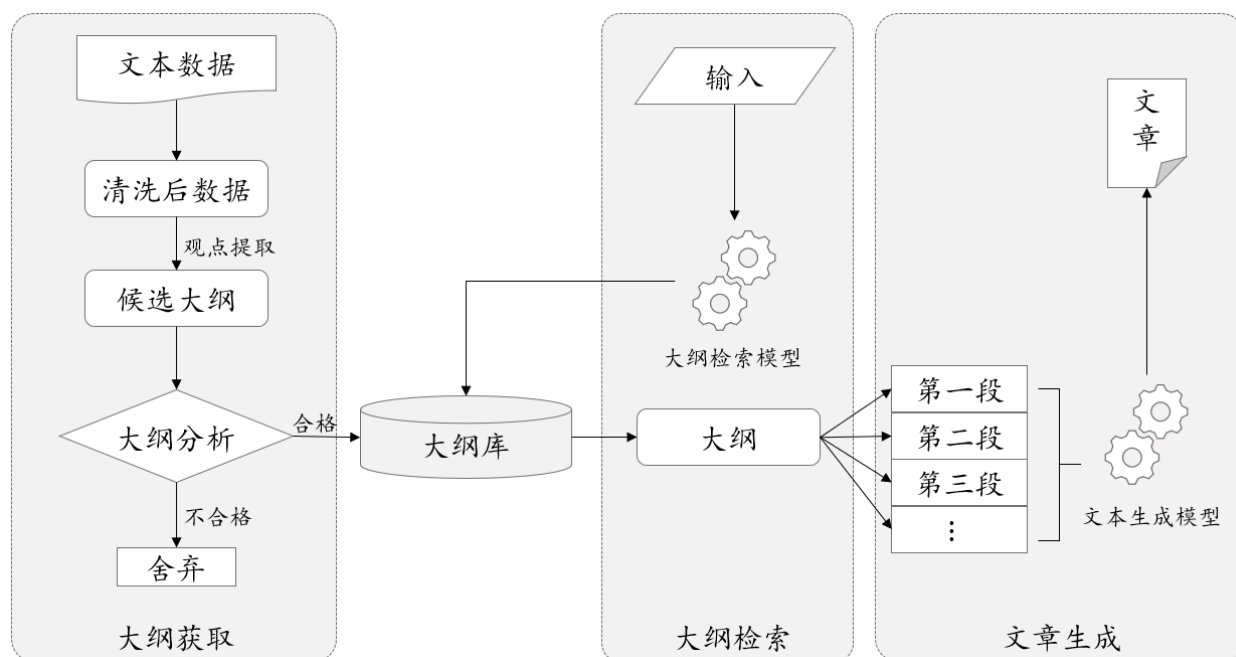 文本数据
清洗后数据
观点提取
候选大纲
大纲分析
合格
不合格
舍弃
大纲获取
大纲库
输入
大纲检索模型
大纲
大纲检索
第一段
第二段
第三段
⋮
文本生成模型
文
章
文章生成